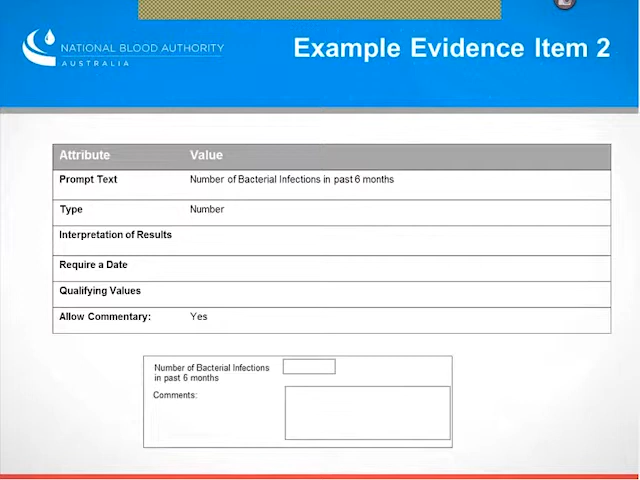 NATIONAL BLOOD AUTHORITY
AUSTRALIA
Example Evidence Item 2
Attribute Value
Prompt Text Number of Bacterial Infections in past 6 months
Type Number
Interpretation of Results
Require a Date
Qualifying Values
Allow Commentary: Yes
Number of Bacterial Infections
in past 6 months
Comments: